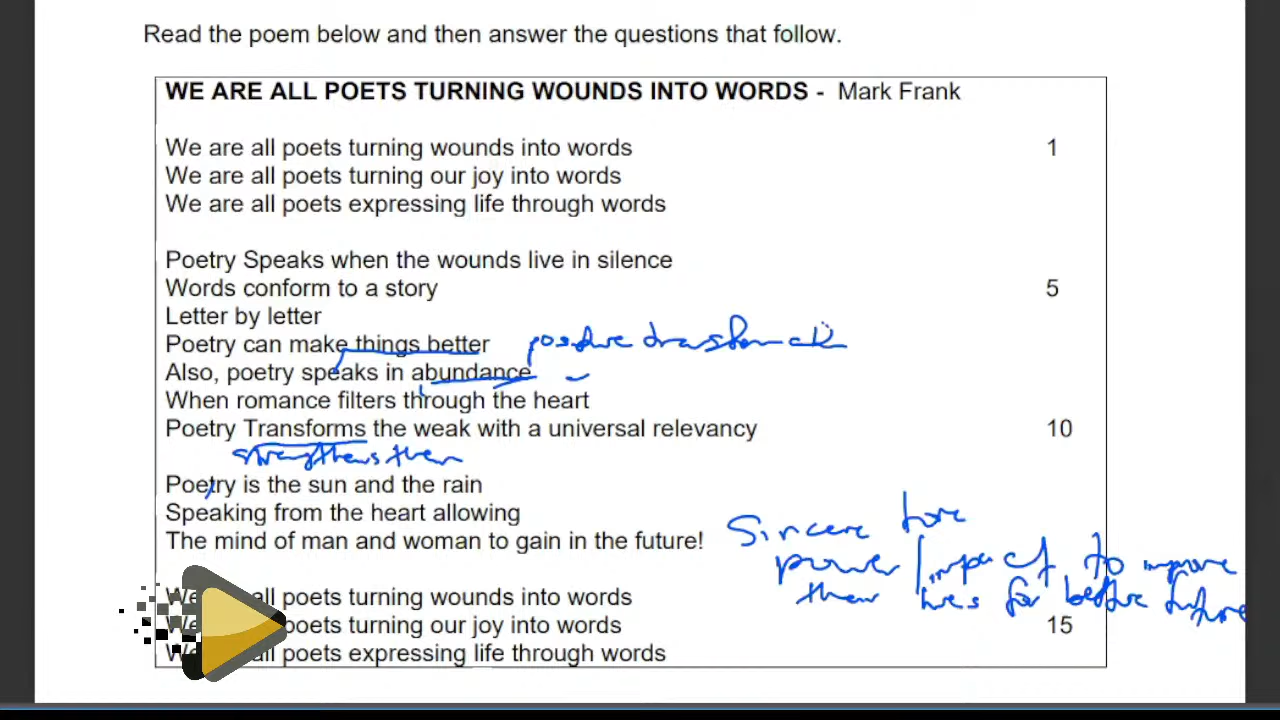 Read the poem below and then answer the questions that follow.
WE ARE ALL POETS TURNING WOUNDS INTO WORDS - Mark Frank
We are all poets turning wounds into words 1
We are all poets turning our joy into words
We are all poets expressing life through words
Poetry Speaks when the wounds live in silence
Words conform to a story 5
Letter by letter
Poetry can make things better positive
Also, poetry speaks in abundance
When romance filters through the heart
Poetry Transforms the weak with a universal relevancy 10
strengthens them
Poetry is the sun and the rain
Speaking from the heart allowing
Sincere tone
The mind of man and woman to gain in the future!
power / impact to improve
their lives for better future
We all poets turning wounds into words
We poets turning our joy into words 15
We all poets expressing life through words